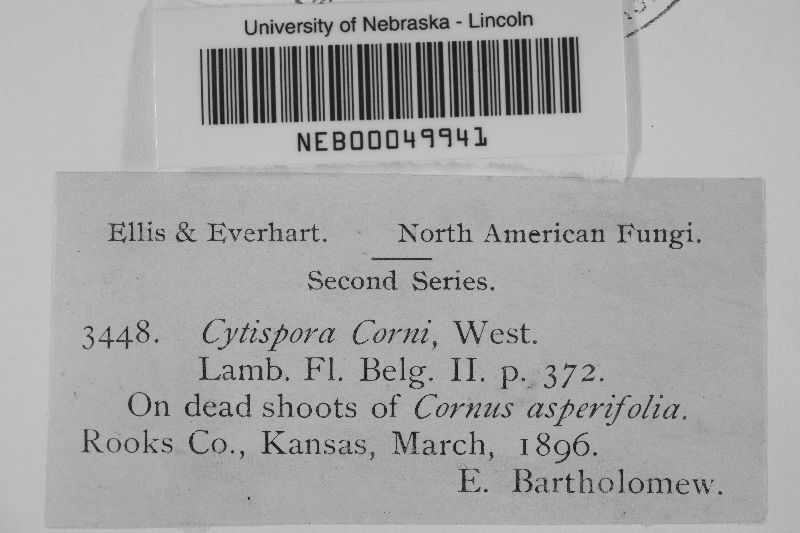 University of Nebraska - Lincoln
NEB00049941
Ellis & Everhart. North American Fungi.
Second Series.
3448. Cytispora Corni, West.
Lamb. Fl. Belg. II. p. 372.
On dead shoots of Cornus asperifolia.
Rooks Co., Kansas, March, 1896.
E. Bartholomew.